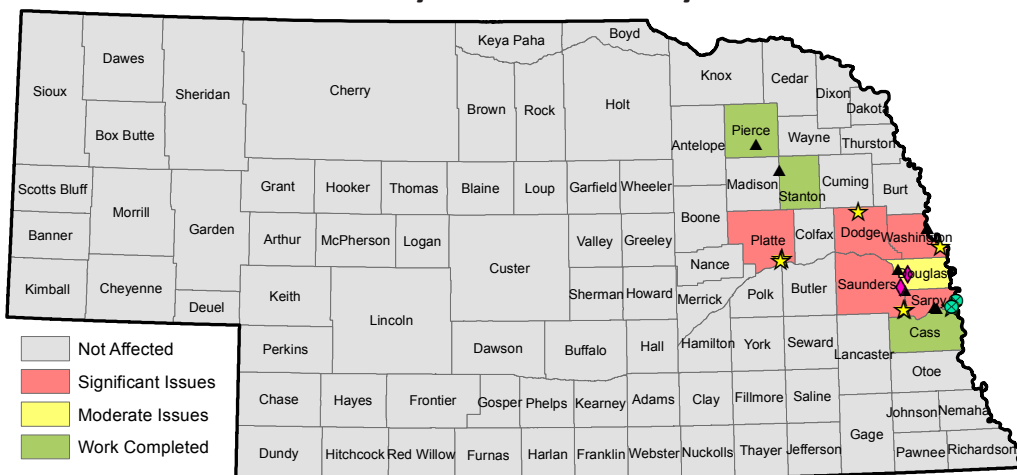 Keya Paha
Boyd
Dawes
Knox
Cedar
Sioux
Sheridan
Cherry
Dixon
Brown
Rock
Holt
Dakota
Box Butte
Pierce
Wayne
Antelope
Thurston
Scotts Bluff
Grant
Hooker
Thomas
Blaine
Loup
Garfield
Wheeler
Madison
Stanton
Cuming
Burt
Morrill
Garden
Boone
Banner
Arthur
McPherson
Logan
Valley
Greeley
Platte
Colfax
Dodge
Washington
Custer
Nance
Kimball
Cheyenne
Keith
Sherman
Howard
Merrick
Polk
Butler
Saunders
Douglas
Deuel
Lincoln
Sarpy
Not Affected
Perkins
Dawson
Buffalo
Hall
Hamilton
York
Seward
Lancaster
Cass
Otoe
Significant Issues
Chase
Hayes
Frontier
Gosper
Phelps
Kearney
Adams
Clay
Fillmore
Saline
Moderate Issues
Johnson
Nemaha
Work Completed
Dundy
Hitchcock
Red Willow
Furnas
Harlan
Franklin
Webster
Nuckolls
Thayer
Jefferson
Gage
Pawnee
Richardson